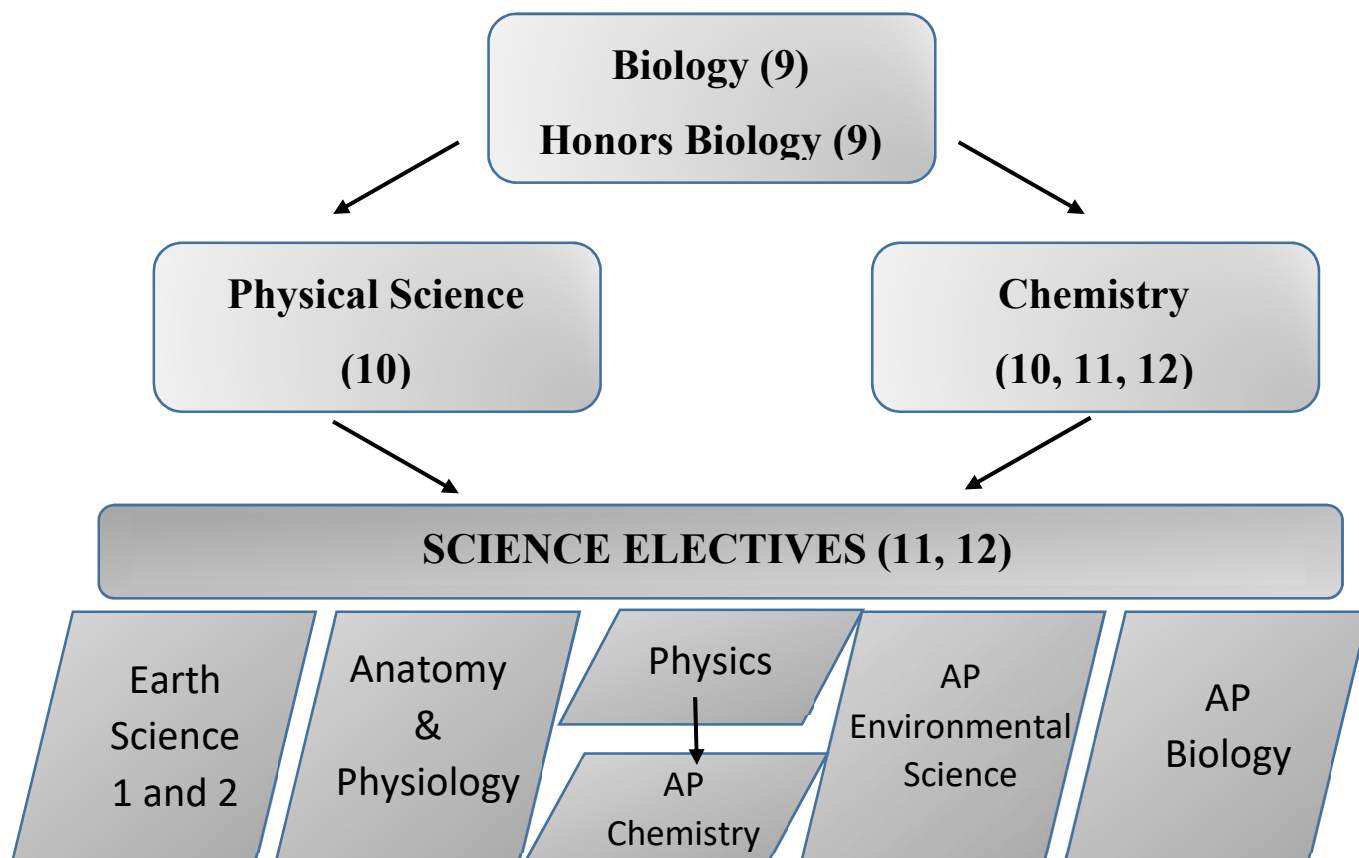 Biology (9)
Honors Biology (9)
Physical Science
(10)
Chemistry
(10, 11, 12)
SCIENCE ELECTIVES (11, 12)
Earth
Science
1 and 2
Anatomy
&
Physiology
Physics
AP
Chemistry
AP
Environmental
Science
AP
Biology